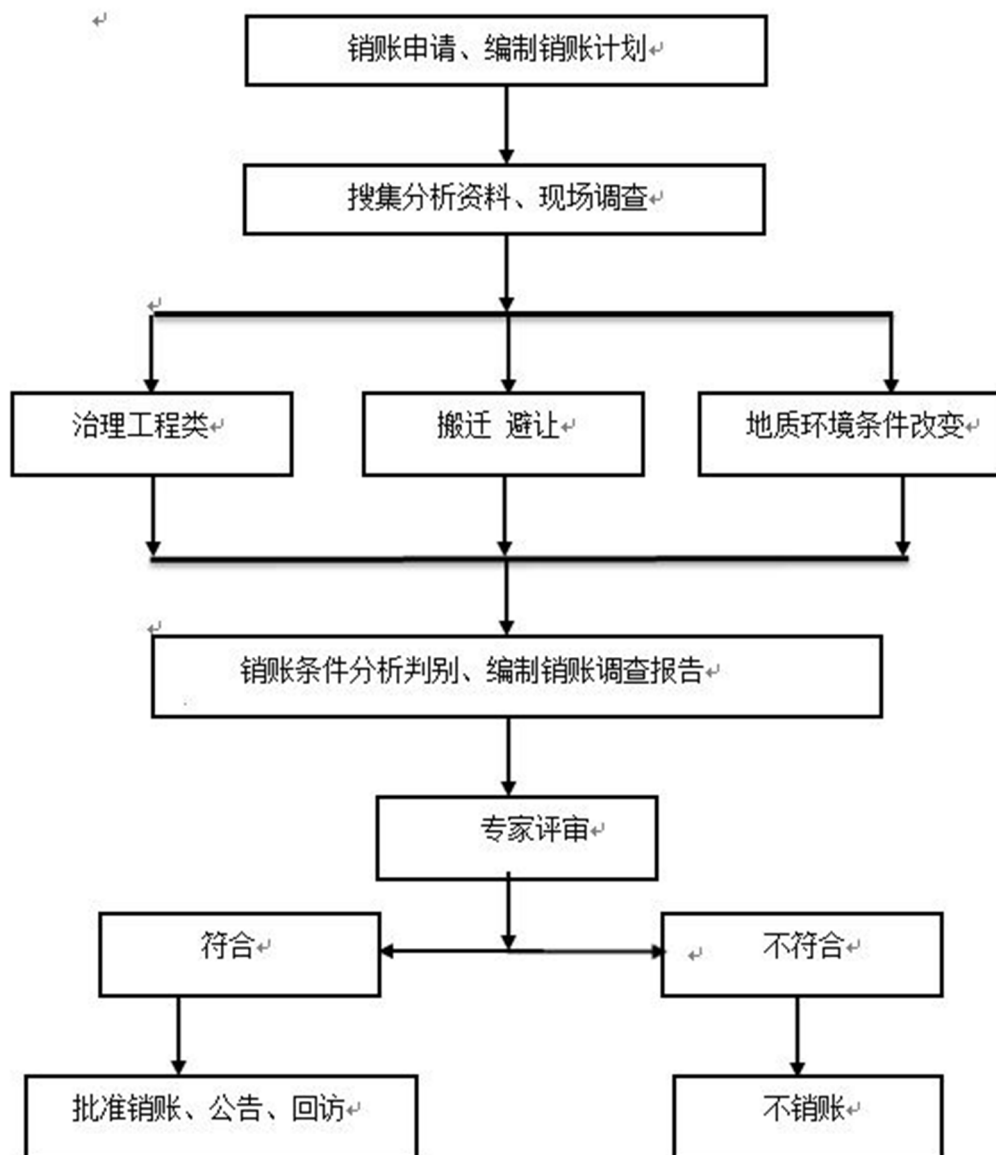 销账申请、编制销账计划
搜集分析资料、现场调查
治理工程类
搬迁 避让
地质环境条件改变
销账条件分析判别、编制销账调查报告
专家评审
符合
不符合
批准销账、公告、回访
不销账